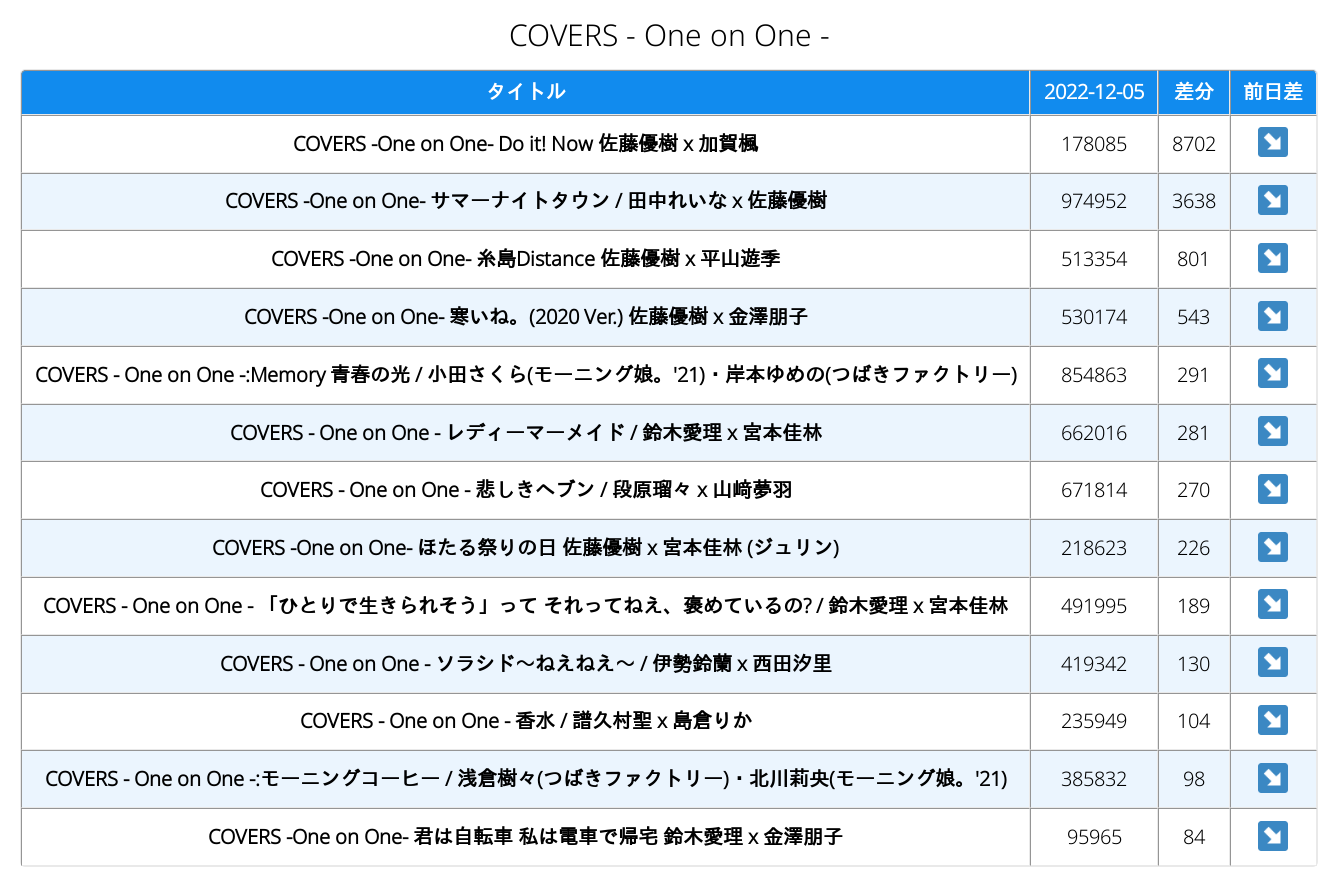 COVERS - One on One -
タイトル 2022-12-05 差分 前日差
COVERS -One on One- Do it! Now 佐藤優樹 x 加賀楓 178085 8702 ↘
COVERS -One on One- サマーナイトタウン / 田中れいな x 佐藤優樹 974952 3638 ↘
COVERS -One on One- 糸島Distance 佐藤優樹 x 平山遊季 513354 801 ↘
COVERS -One on One- 寒いね。(2020 Ver.) 佐藤優樹 x 金澤朋子 530174 543 ↘
COVERS - One on One -:Memory 青春の光 / 小田さくら(モーニング娘。'21)・岸本ゆめの(つばきファクトリー) 854863 291 ↘
COVERS - One on One - レディーマーメイド / 鈴木愛理 x 宮本佳林 662016 281 ↘
COVERS - One on One - 悲しきヘブン / 段原瑠々 x 山﨑夢羽 671814 270 ↘
COVERS -One on One- ほたる祭りの日 佐藤優樹 x 宮本佳林 (ジュリン) 218623 226 ↘
COVERS - One on One - 「ひとりで生きられそう」って それってねえ、褒めているの? / 鈴木愛理 x 宮本佳林 491995 189 ↘
COVERS - One on One - ソラシド～ねえねえ～ / 伊勢鈴蘭 x 西田汐里 419342 130 ↘
COVERS - One on One - 香水 / 譜久村聖 x 島倉りか 235949 104 ↘
COVERS - One on One -:モーニングコーヒー / 浅倉樹々(つばきファクトリー)・北川莉央(モーニング娘。'21) 385832 98 ↘
COVERS -One on One- 君は自転車 私は電車で帰宅 鈴木愛理 x 金澤朋子 95965 84 ↘